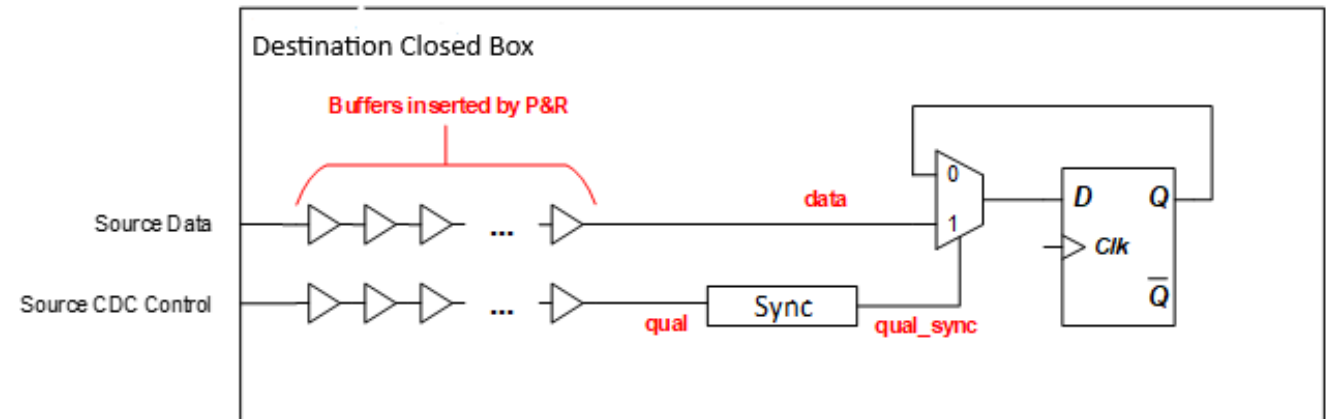 Destination Closed Box
Buffers inserted by P&R
Source Data
...
data
0
1
D Q
Clk
Q
Source CDC Control
...
qual
Sync
qual_sync